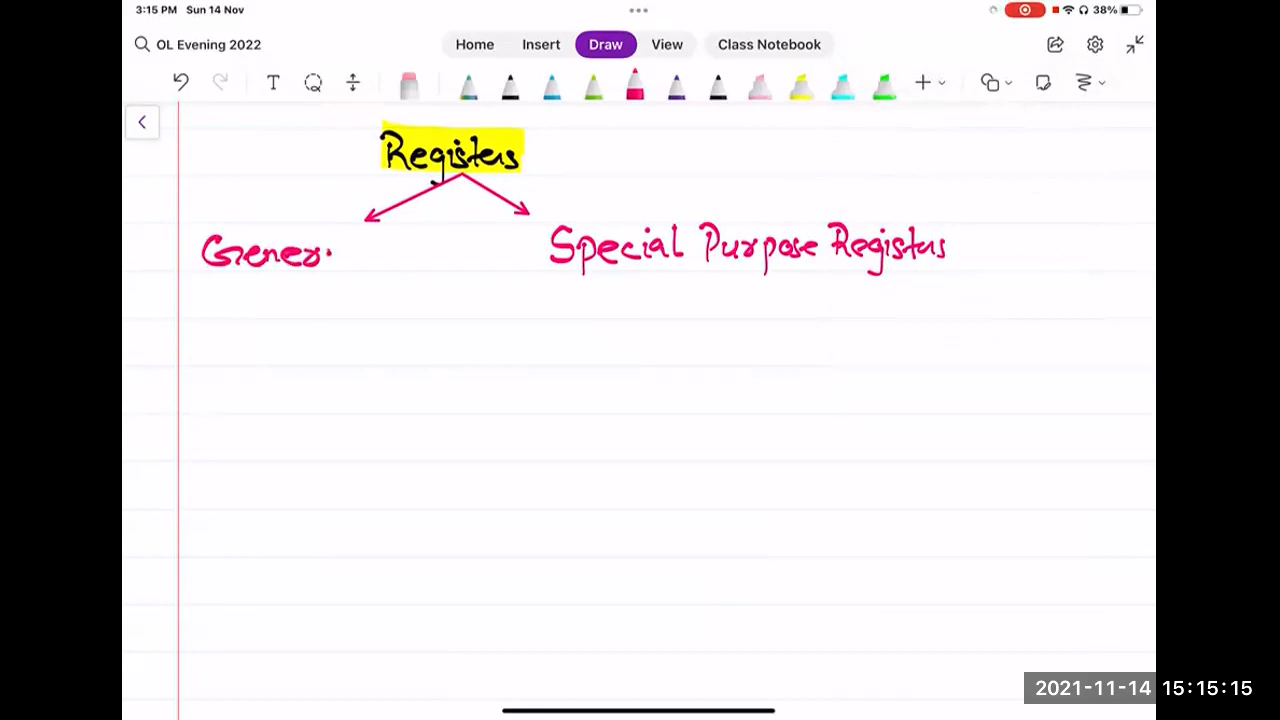 3:15 PM Sun 14 Nov
38%
OL Evening 2022
Home Insert Draw View Class Notebook
T
Registers
Gener
Special Purpose Registers
2021-11-14 15:15:15